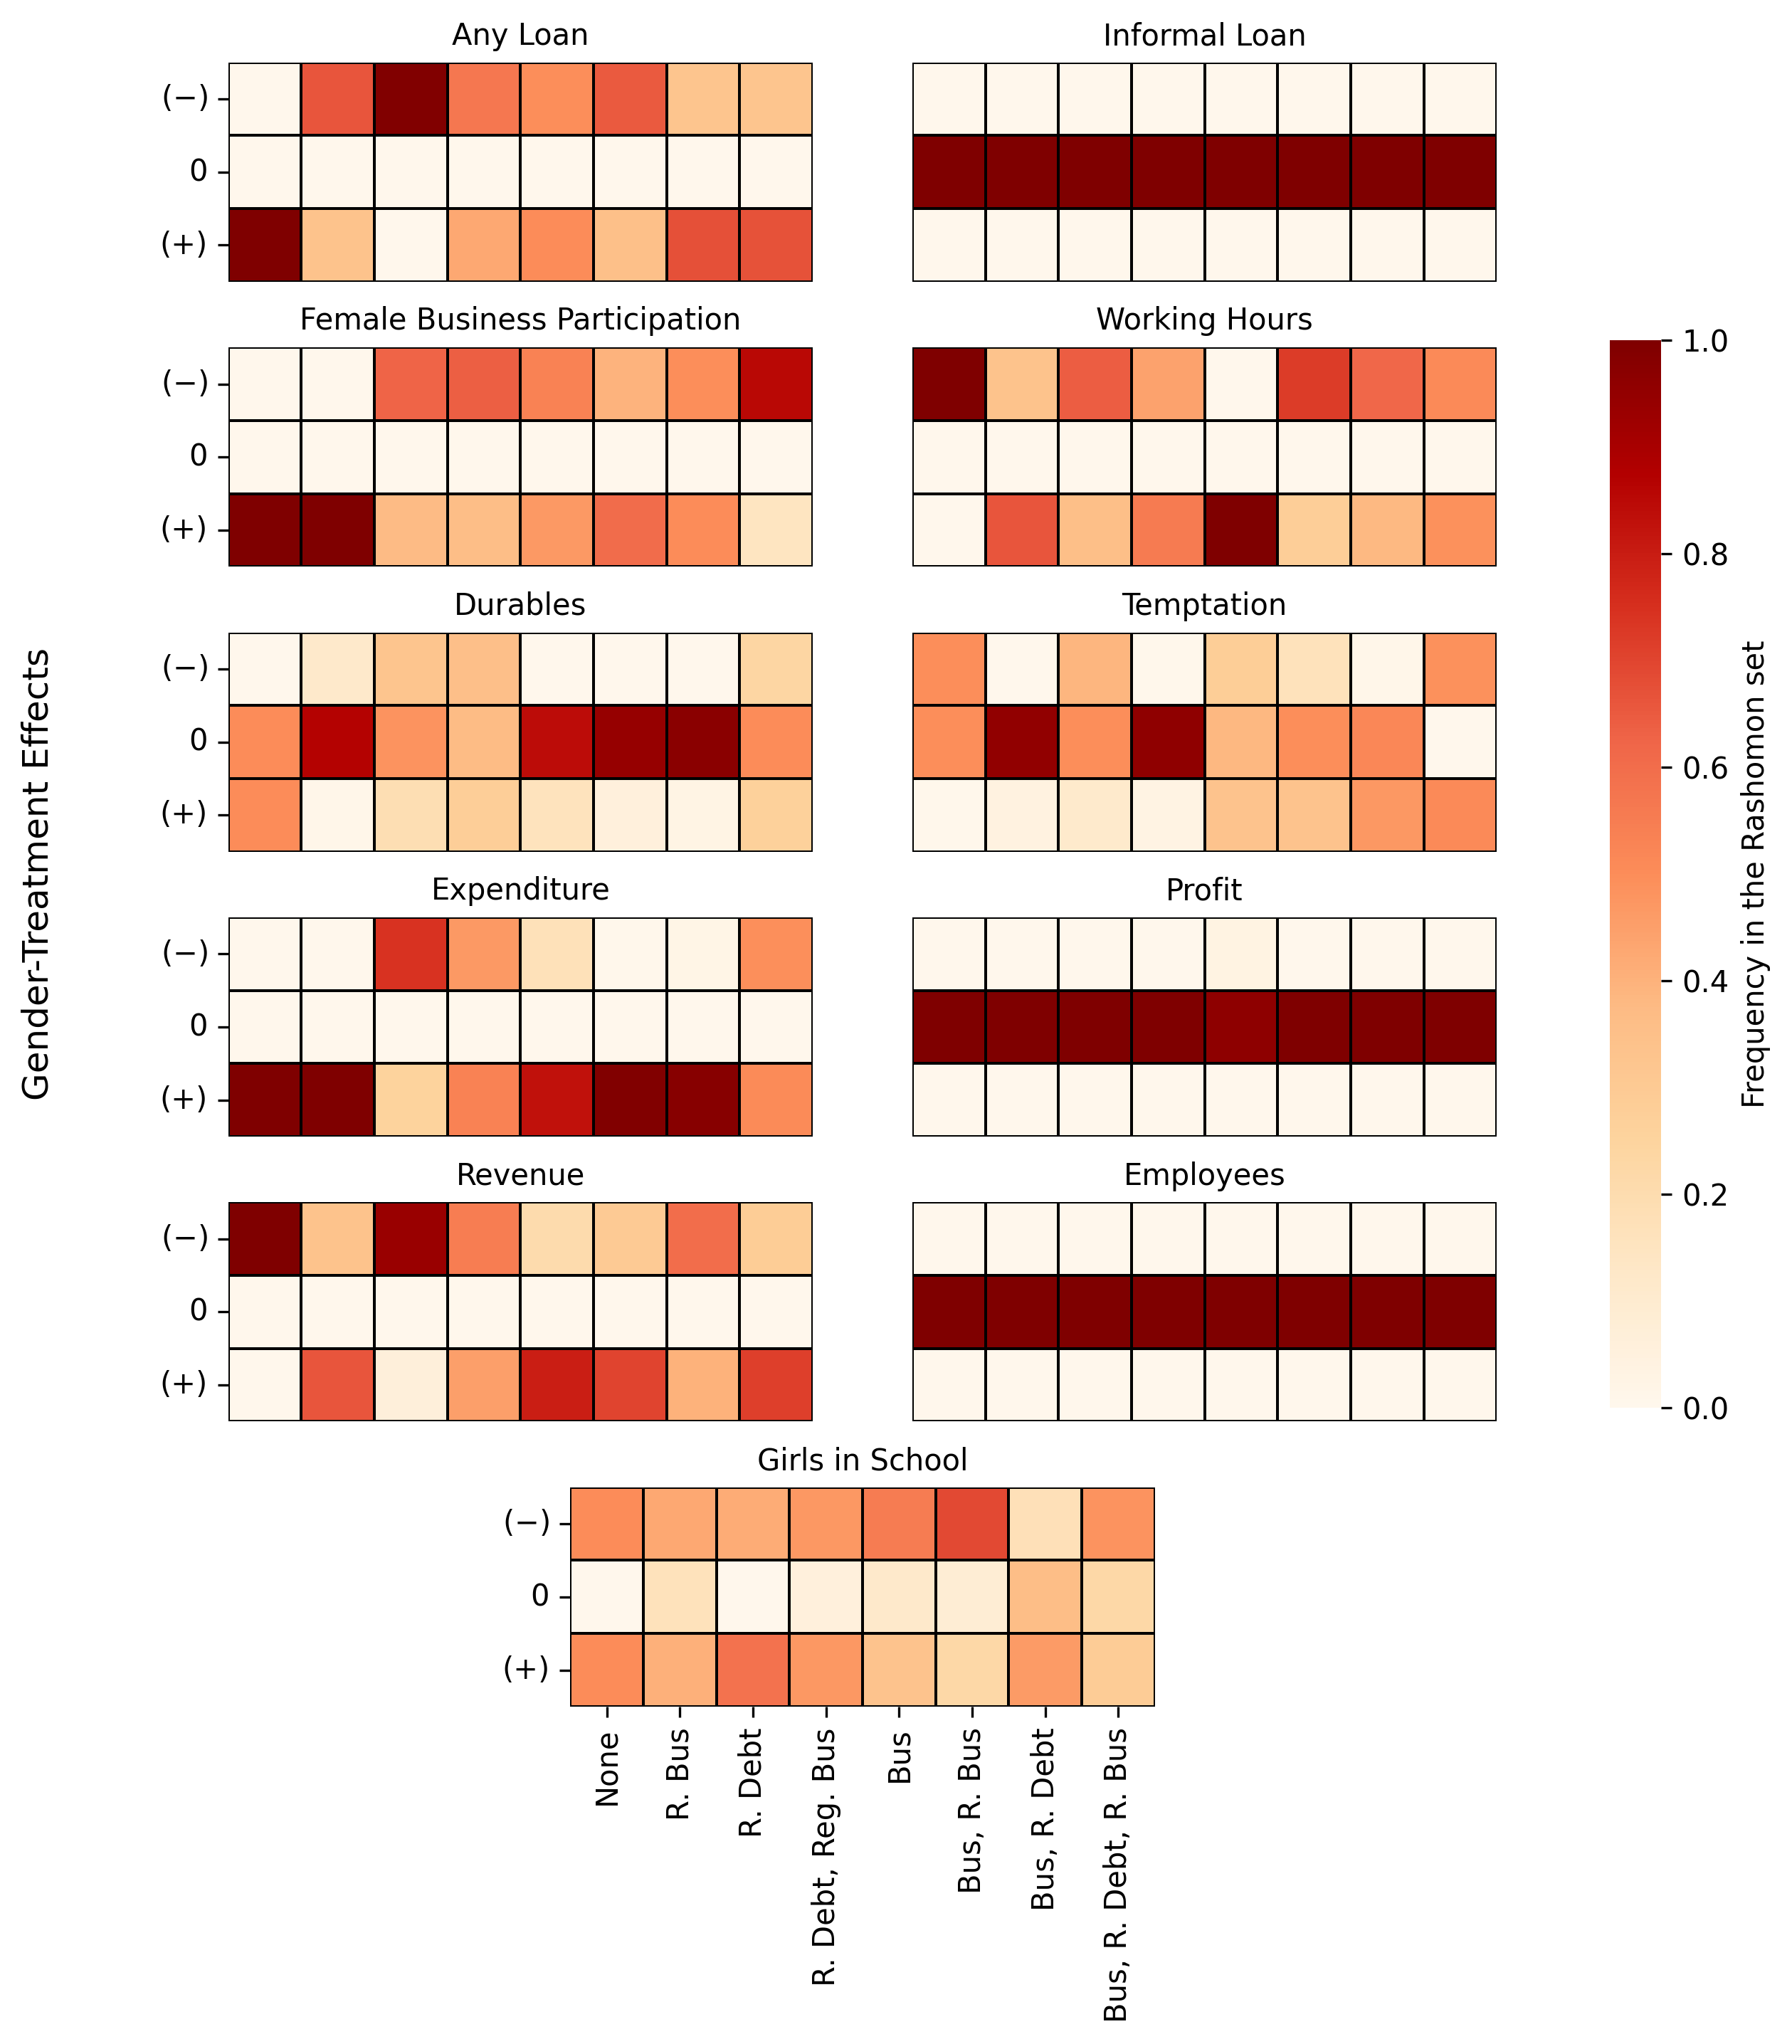 Any Loan
Informal Loan
(−)
0
(+)
Female Business Participation
Working Hours
(−)
0
(+)
Durables
Temptation
(−)
0
(+)
Expenditure
Profit
(−)
0
(+)
Revenue
Employees
(−)
0
(+)
Girls in School
(−)
0
(+)
None
R. Bus
R. Debt
R. Debt, Reg. Bus
Bus
Bus, R. Bus
Bus, R. Debt
Bus, R. Debt, R. Bus
Gender-Treatment Effects
1.0
0.8
0.6
0.4
0.2
0.0
Frequency in the Rashomon set